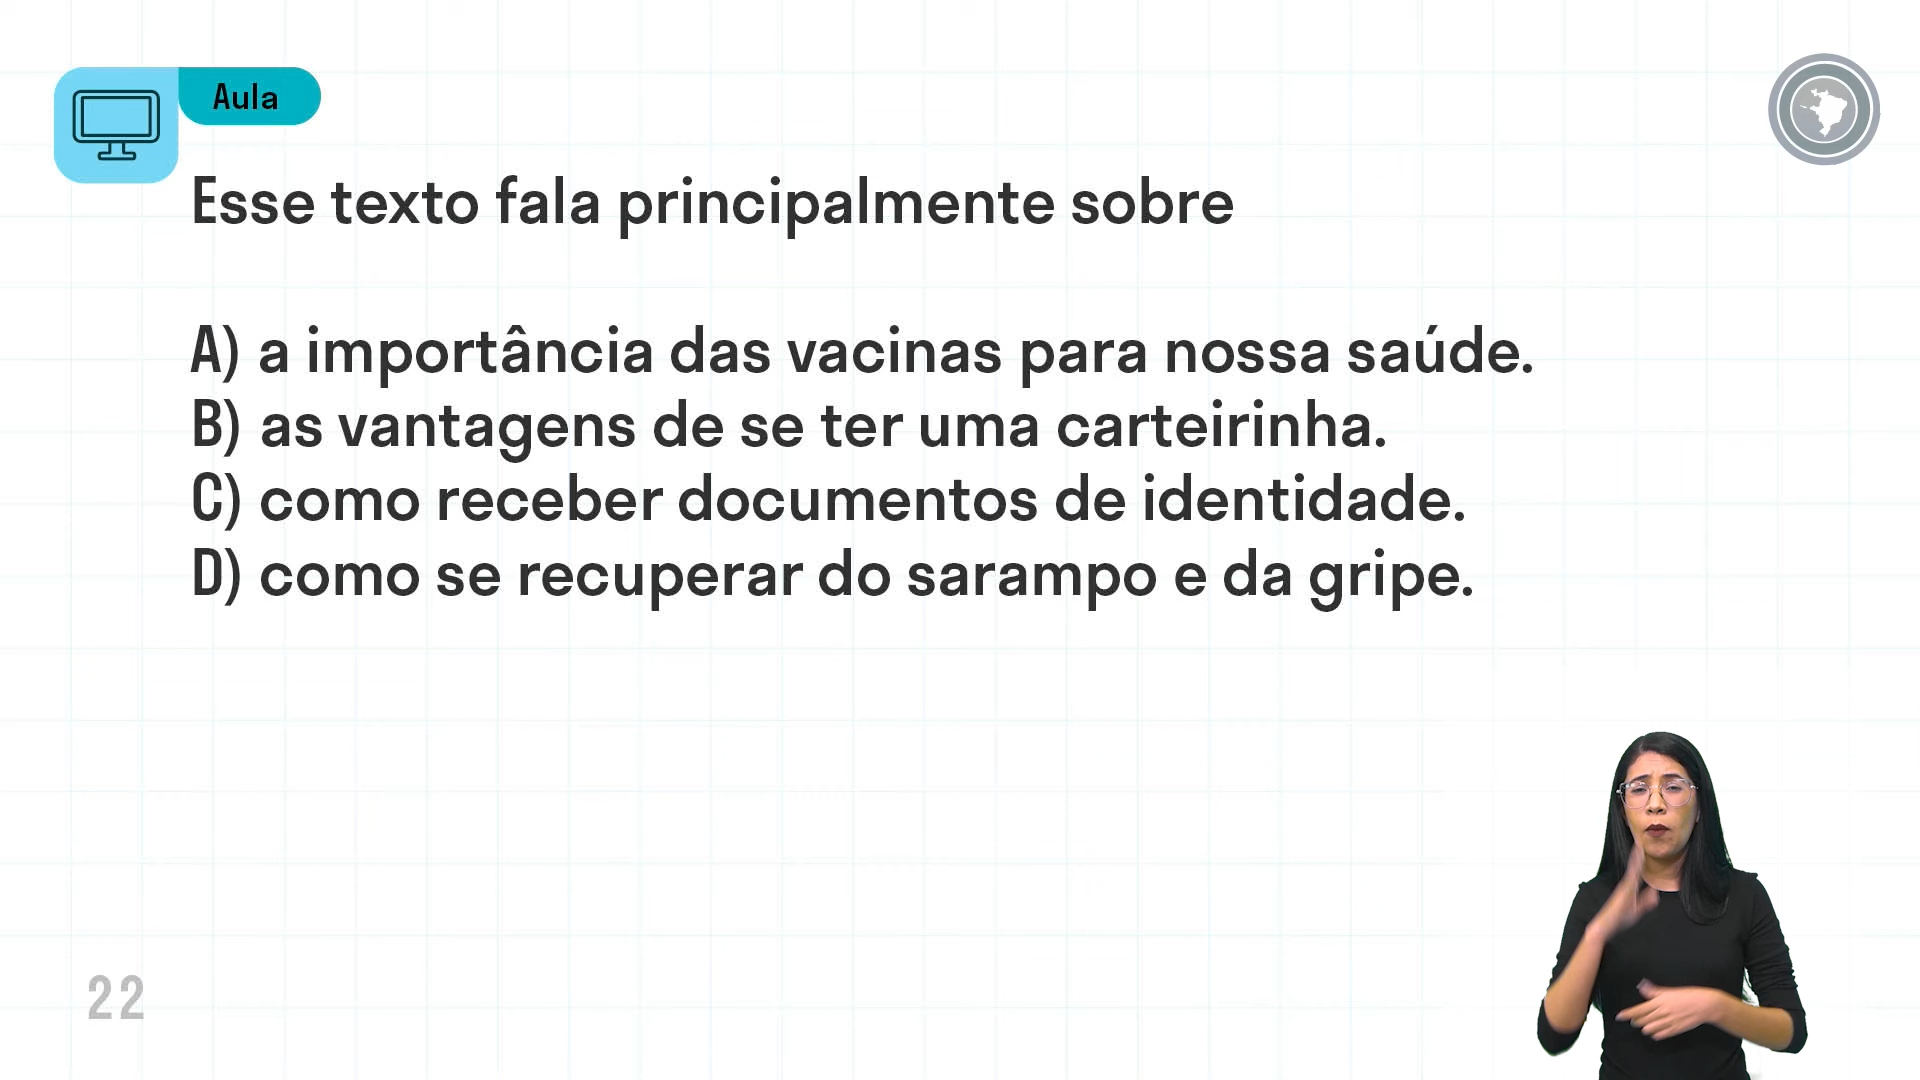 Aula
Esse texto fala principalmente sobre
A) a importância das vacinas para nossa saúde.
B) as vantagens de se ter uma carteirinha.
C) como receber documentos de identidade.
D) como se recuperar do sarampo e da gripe.
22